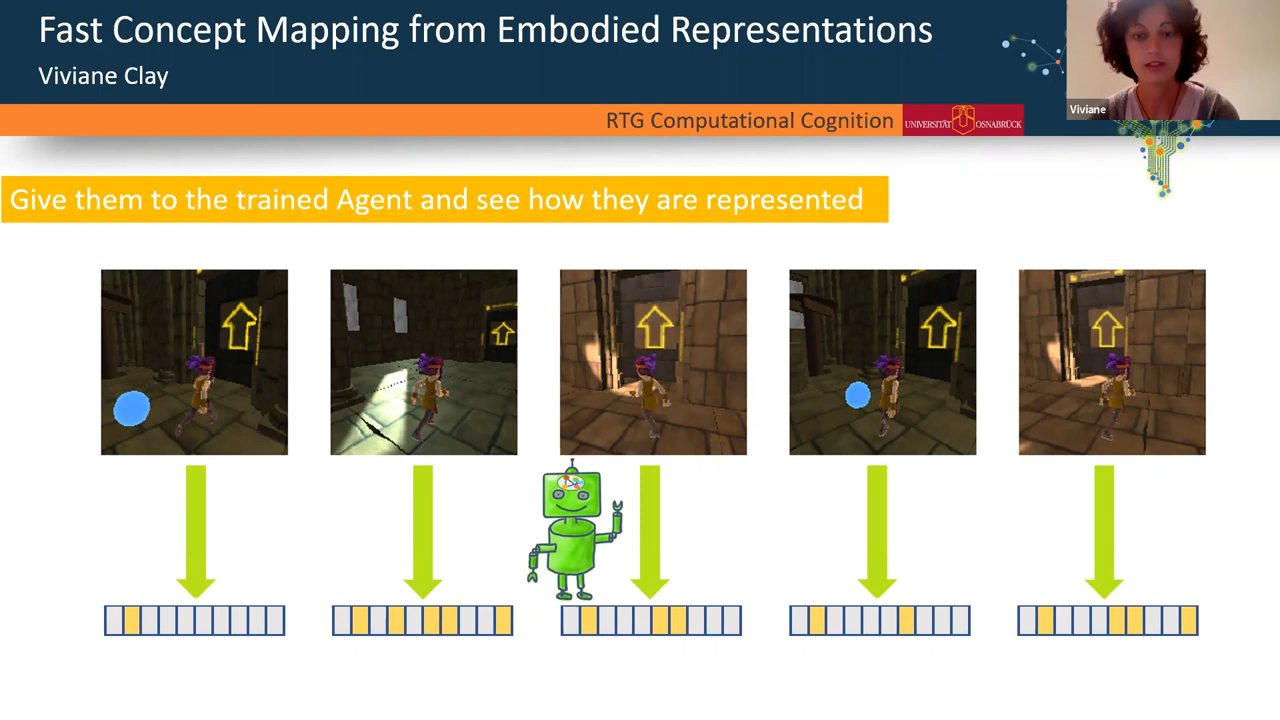 Fast Concept Mapping from Embodied Representations
Viviane Clay
Viviane
RTG Computational Cognition
UNIVERSITÄT OSNABRÜCK
Give them to the trained Agent and see how they are represented